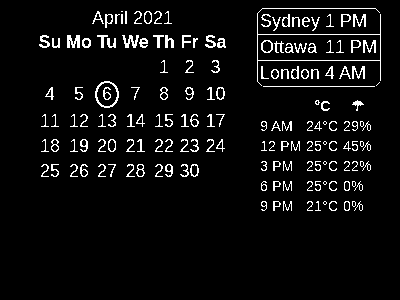 April 2021
Su Mo Tu We Th Fr Sa
1 2 3
4 5 6 7 8 9 10
11 12 13 14 15 16 17
18 19 20 21 22 23 24
25 26 27 28 29 30
Sydney 1 PM
Ottawa 11 PM
London 4 AM
°C ☂
9 AM 24°C 29%
12 PM 25°C 45%
3 PM 25°C 22%
6 PM 25°C 0%
9 PM 21°C 0%